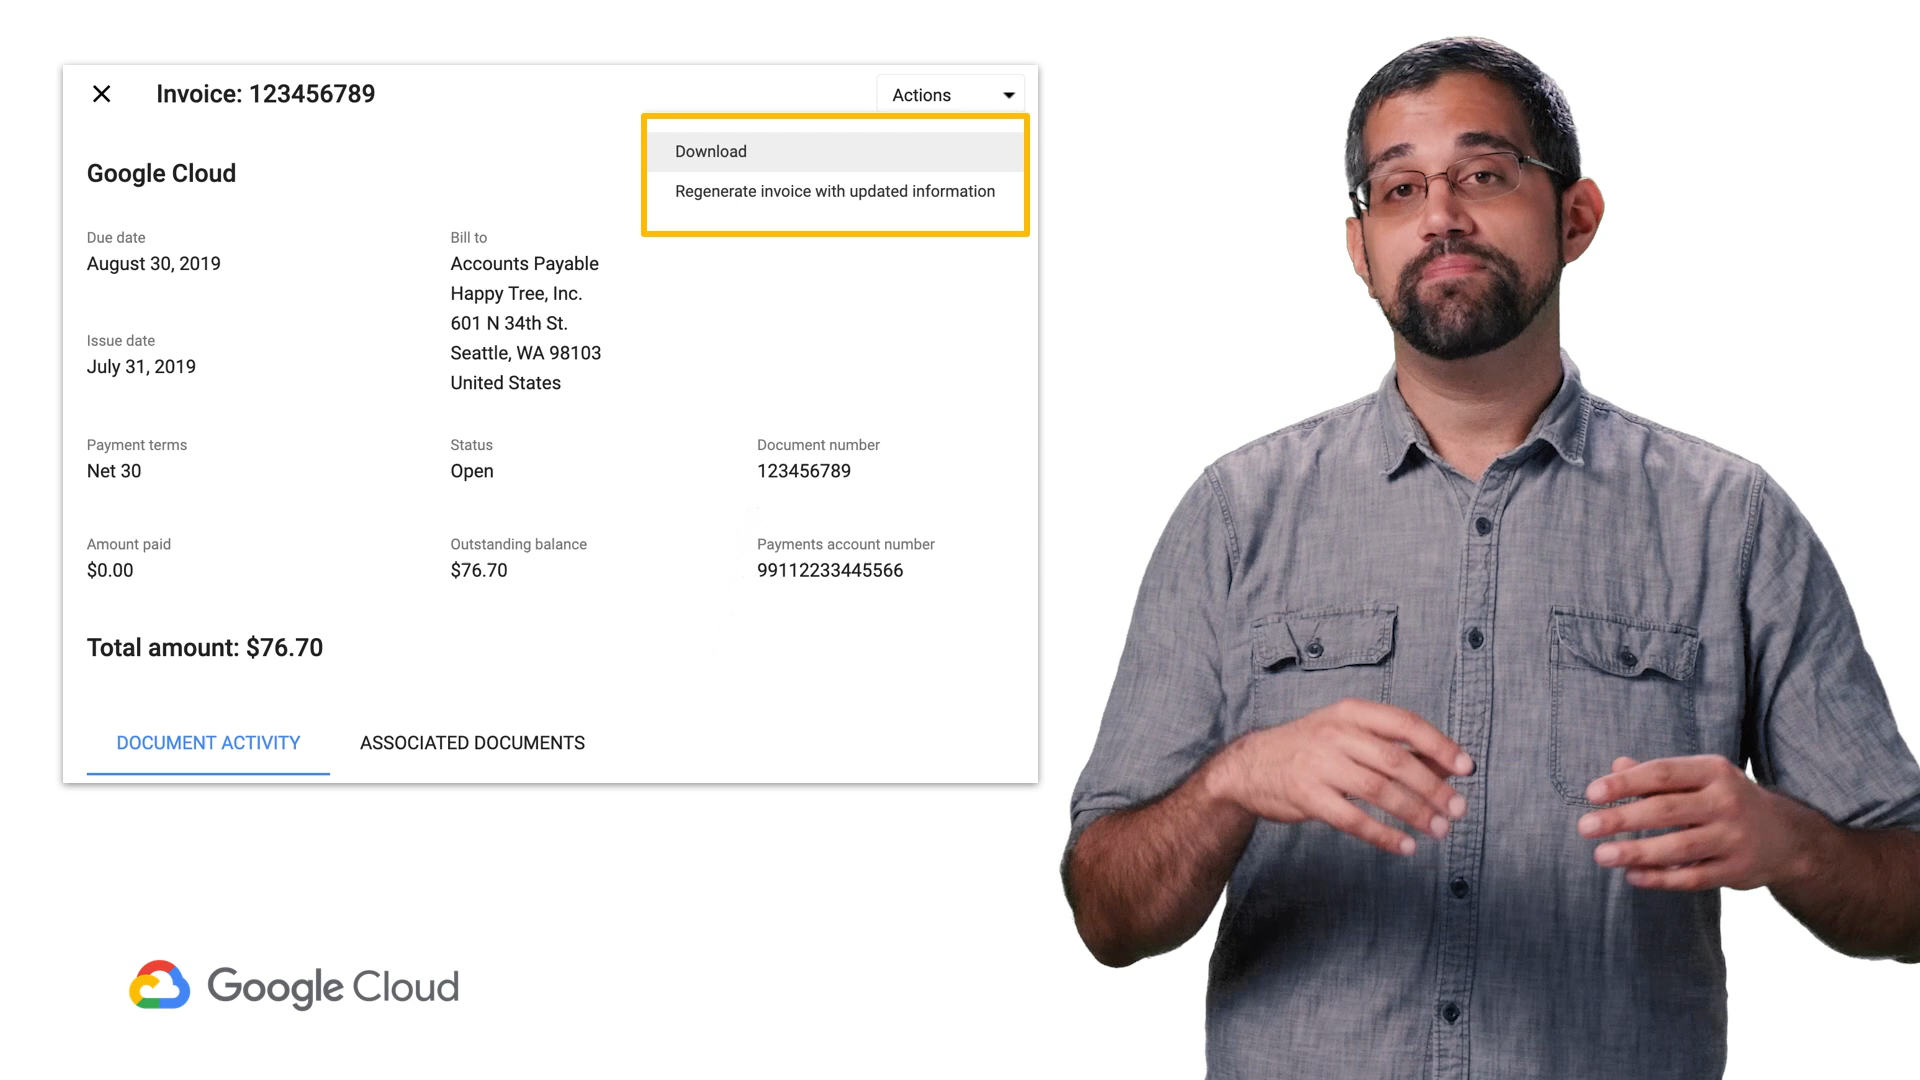 Invoice: 123456789
Actions
Download
Regenerate invoice with updated information
Google Cloud
Due date
August 30, 2019
Bill to
Accounts Payable
Happy Tree, Inc.
601 N 34th St.
Seattle, WA 98103
United States
Issue date
July 31, 2019
Payment terms
Net 30
Status
Open
Document number
123456789
Amount paid
$0.00
Outstanding balance
$76.70
Payments account number
99112233445566
Total amount: $76.70
DOCUMENT ACTIVITY
ASSOCIATED DOCUMENTS
Google Cloud